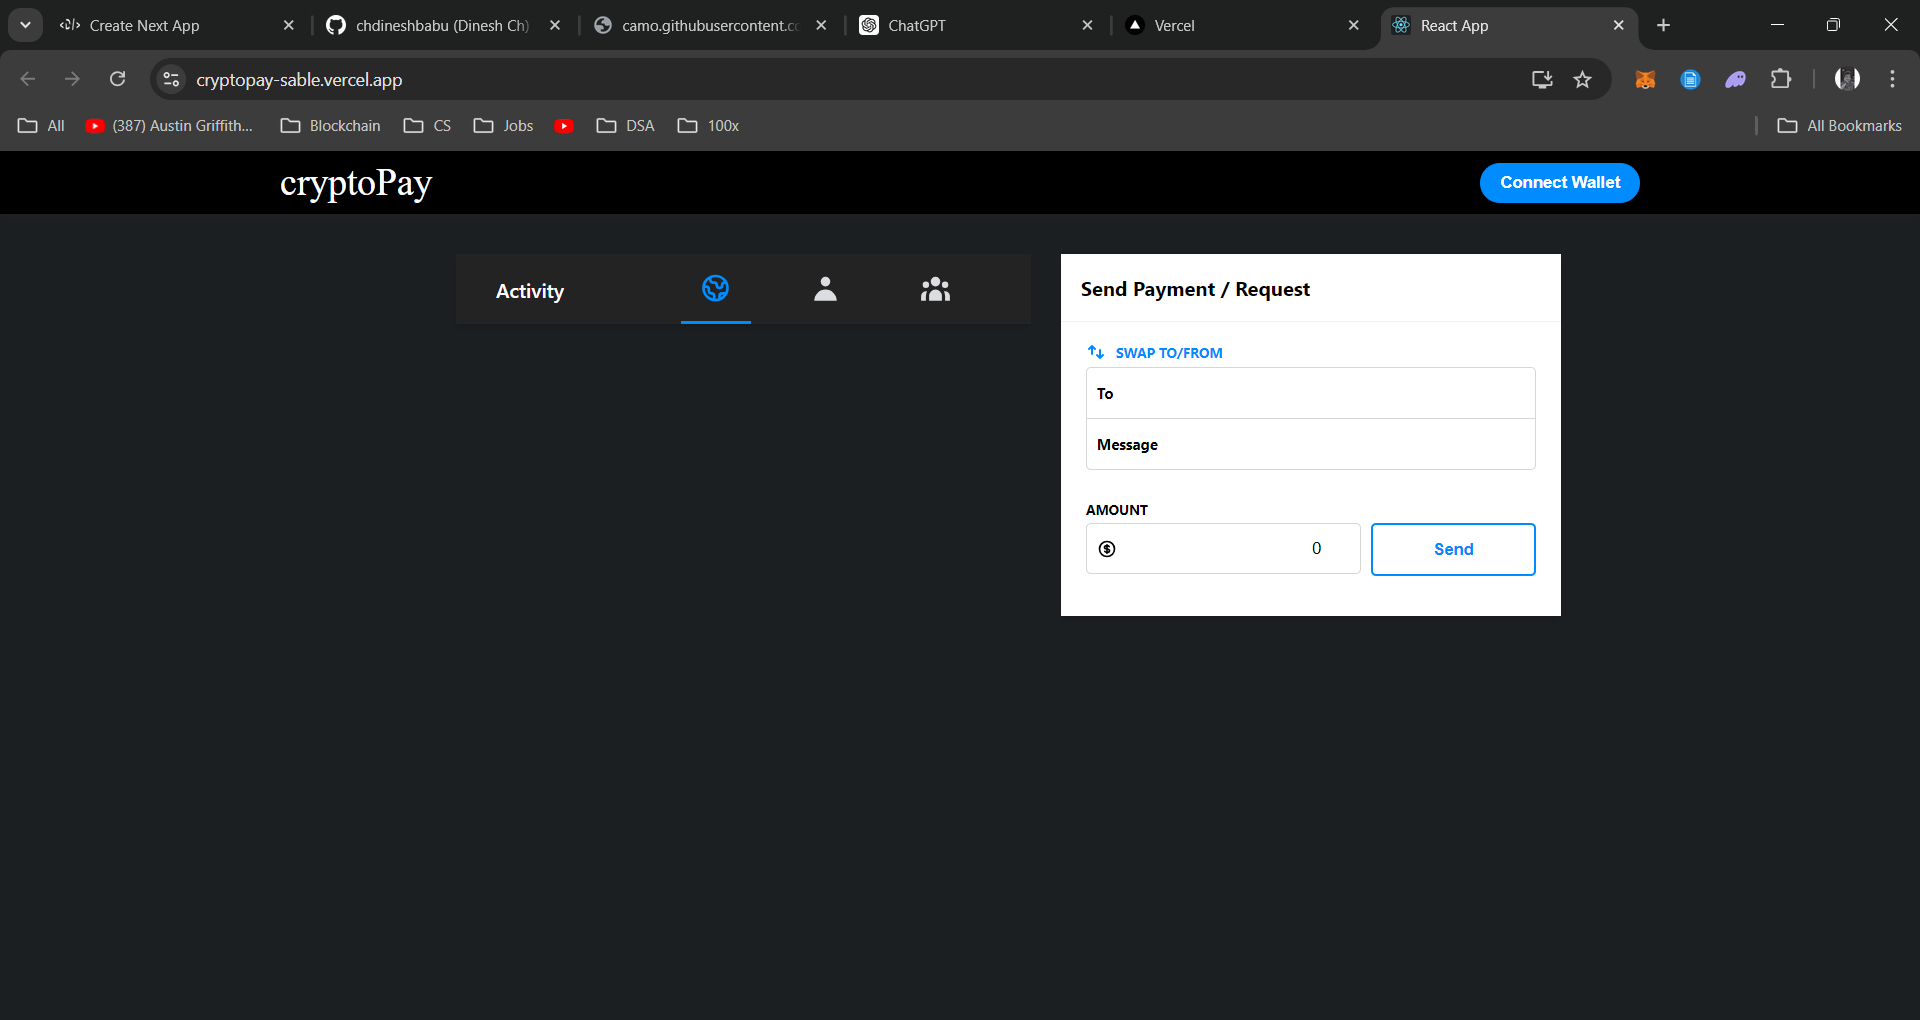 Create Next App
chdineshbabu (Dinesh Ch)
camo.githubusercontent.cc
ChatGPT
Vercel
React App
cryptopay-sable.vercel.app
All
(387) Austin Griffith...
Blockchain
CS
Jobs
DSA
100x
All Bookmarks
cryptoPay
Connect Wallet
Activity
Send Payment / Request
SWAP TO/FROM
To
Message
AMOUNT
$ 0
Send